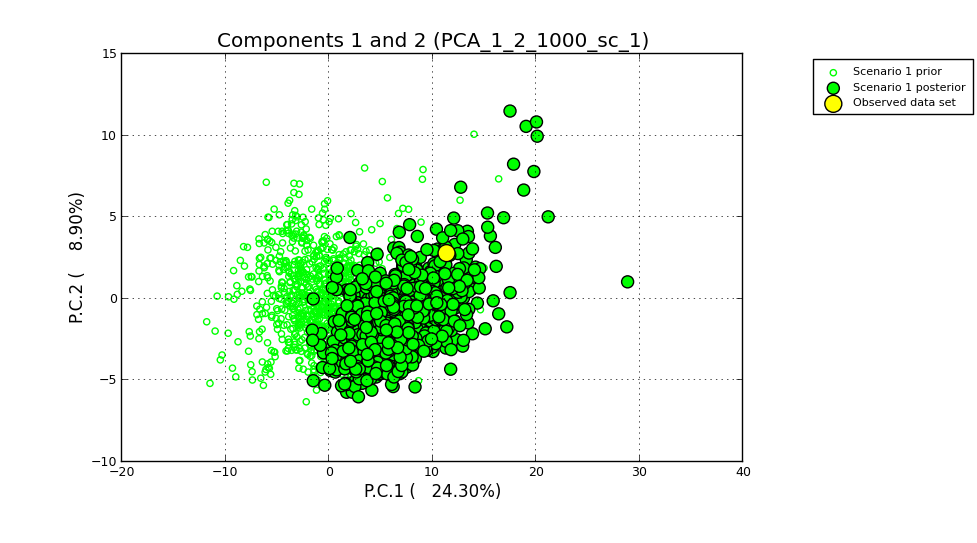 Components 1 and 2 (PCA_1_2_1000_sc_1)
Scenario 1 prior
Scenario 1 posterior
Observed data set
15
10
5
0
−5
−10
P.C.2 (   8.90%)
−20 −10 0 10 20 30 40
P.C.1 (   24.30%)